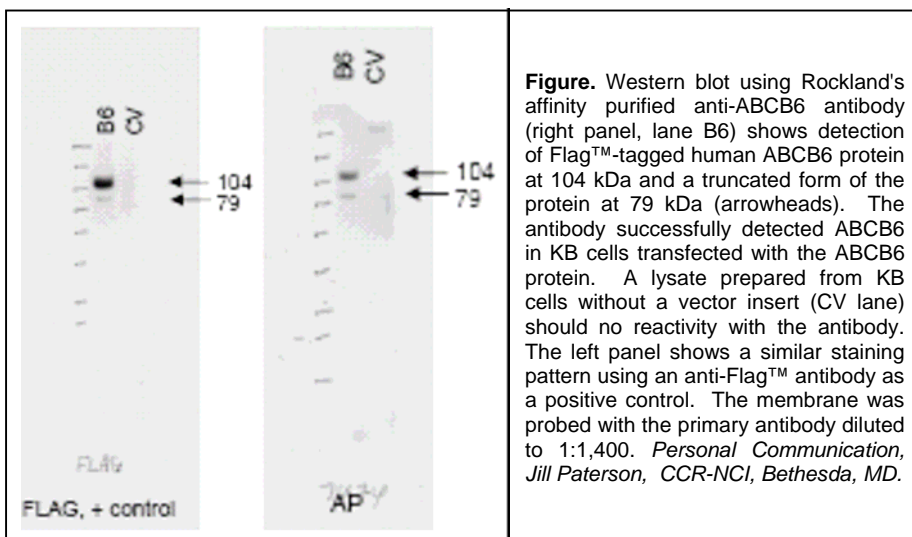 B6 CV
104
79
FLAG
FLAG, + control
B6 CV
104
79
AP
Figure. Western blot using Rockland's
affinity purified anti-ABCB6 antibody
(right panel, lane B6) shows detection
of Flag™-tagged human ABCB6 protein
at 104 kDa and a truncated form of the
protein at 79 kDa (arrowheads). The
antibody successfully detected ABCB6
in KB cells transfected with the ABCB6
protein. A lysate prepared from KB
cells without a vector insert (CV lane)
should no reactivity with the antibody.
The left panel shows a similar staining
pattern using an anti-Flag™ antibody as
a positive control. The membrane was
probed with the primary antibody diluted
to 1:1,400. Personal Communication,
Jill Paterson, CCR-NCI, Bethesda, MD.